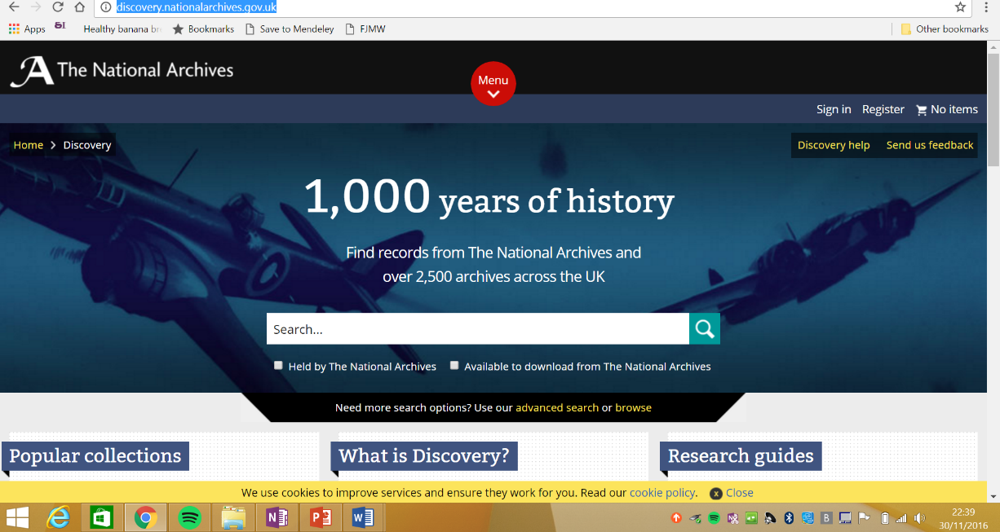 discovery.nationalarchives.gov.uk
Apps
Healthy banana br
Bookmarks
Save to Mendeley
FJMW
Other bookmarks
The National Archives
Menu
Sign in Register No items
Home > Discovery
Discovery help Send us feedback
1,000 years of history
Find records from The National Archives and
over 2,500 archives across the UK
Search...
Held by The National Archives
Available to download from The National Archives
Need more search options? Use our advanced search or browse
Popular collections
What is Discovery?
Research guides
We use cookies to improve services and ensure they work for you. Read our cookie policy. x Close
22:39
30/11/2016